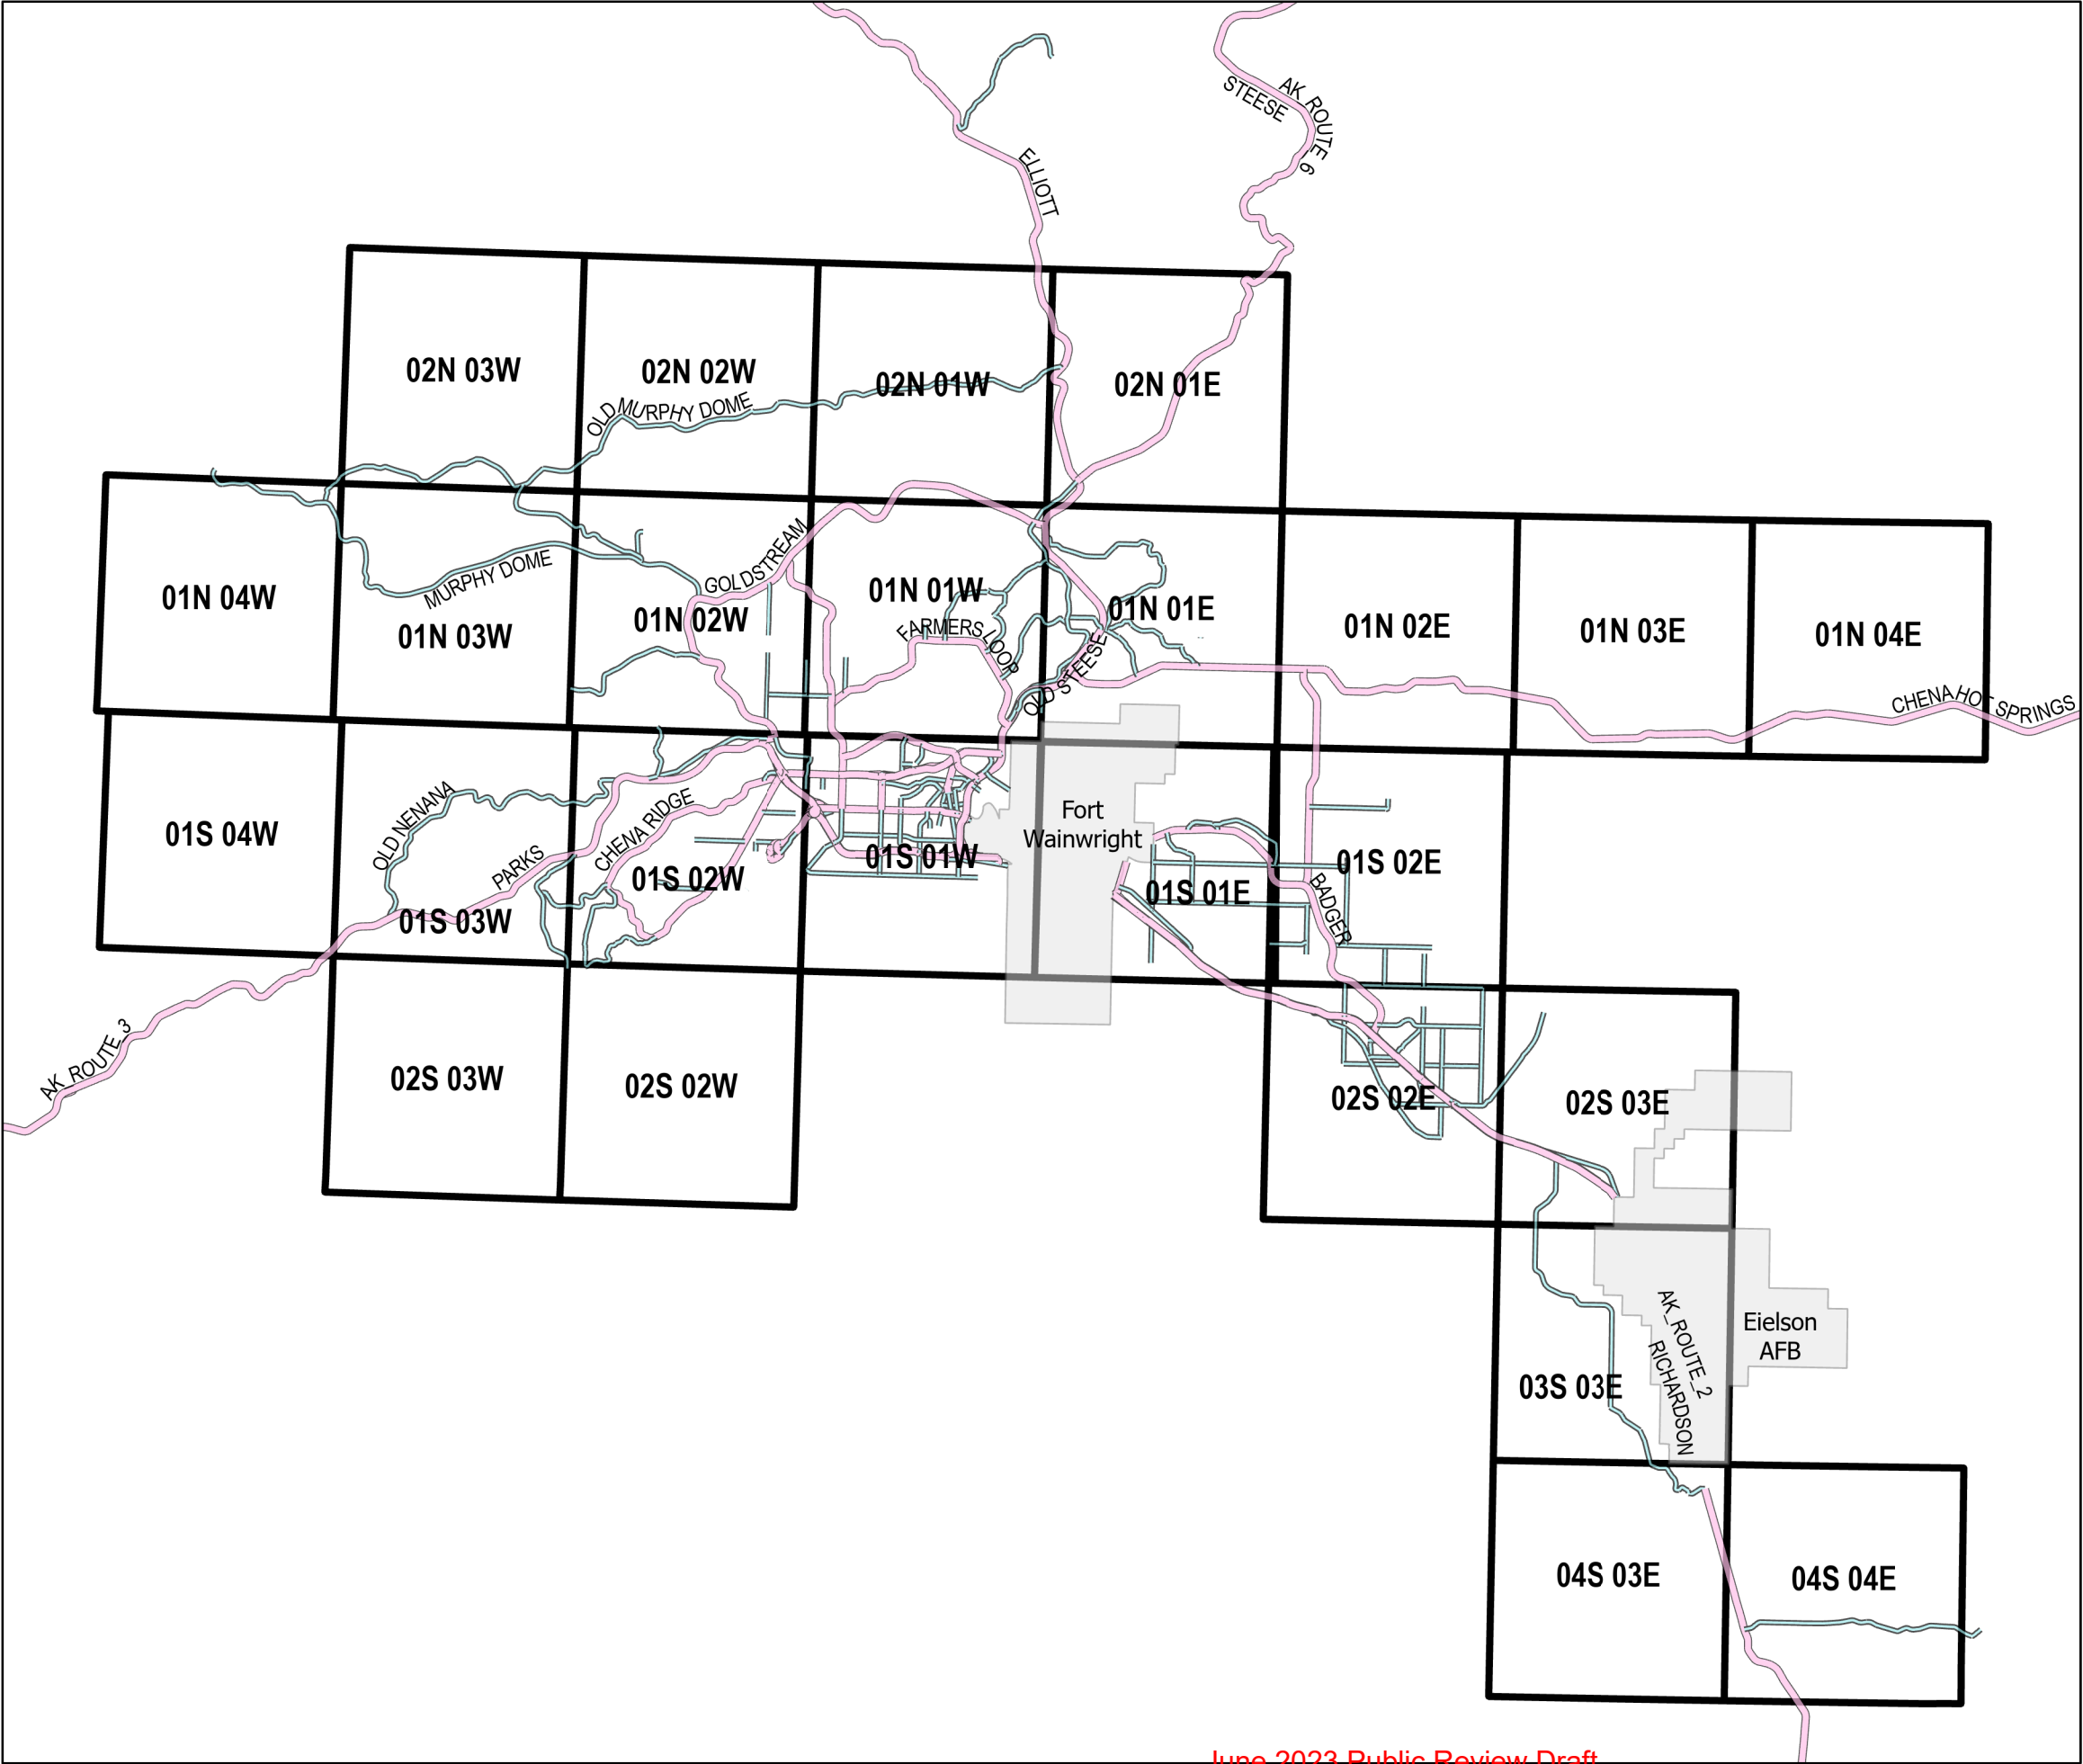 STEESE
AK_ROUTE_6
ELLIOTT
02N 03W
02N 02W
02N 01W
02N 01E
OLD MURPHY DOME
GOLDSTREAM
MURPHY DOME
01N 04W
01N 03W
01N 02W
01N 01W
01N 01E
01N 02E
01N 03E
01N 04E
FARMERS LOOP
OLD STEESE
CHENA HOT SPRINGS
OLD NENANA
CHENA RIDGE
PARKS
Fort
Wainwright
01S 04W
01S 03W
01S 02W
01S 01W
01S 01E
01S 02E
BADGER
AK_ROUTE_3
02S 03W
02S 02W
02S 02E
02S 03E
AK_ROUTE_2
RICHARDSON
Eielson
AFB
03S 03E
04S 03E
04S 04E
June 2023 Public Review Draft